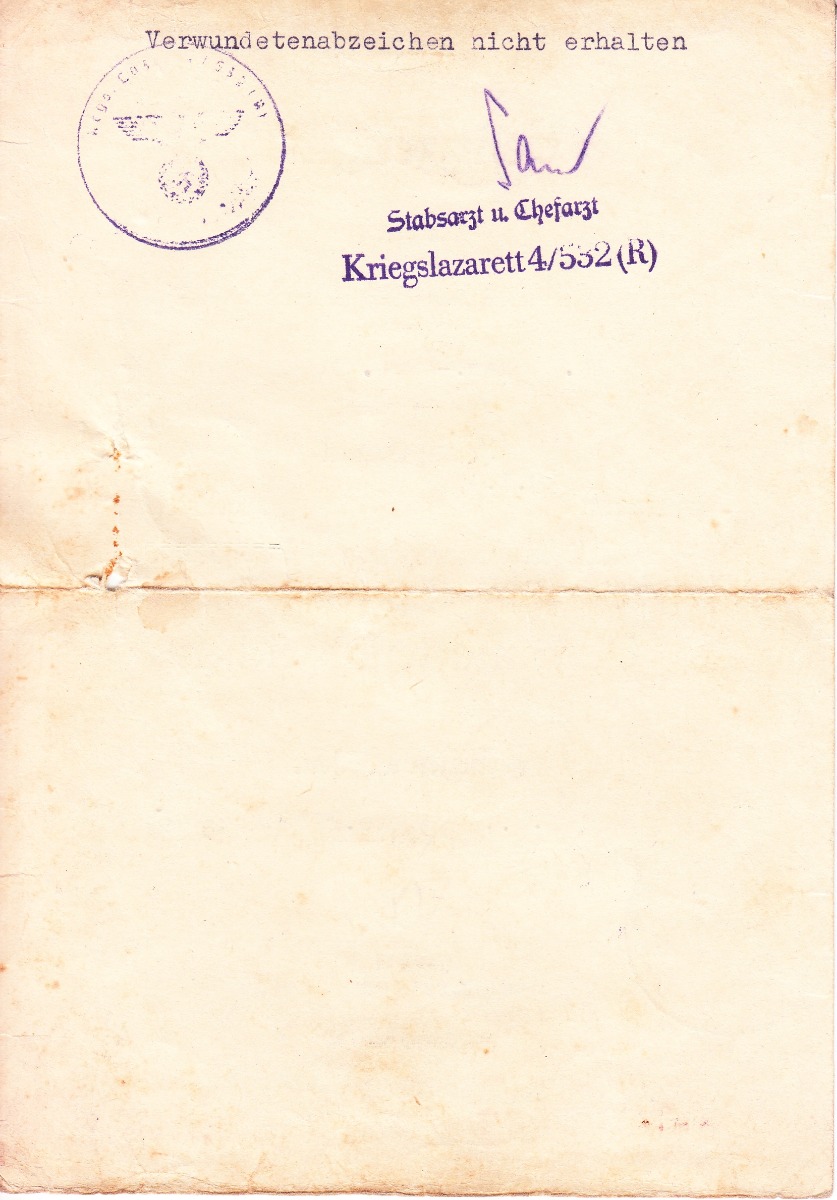 Verwundetenabzeichen nicht erhalten
Stabsarzt u. Chefarzt
Kriegslazarett 4/532 (R)